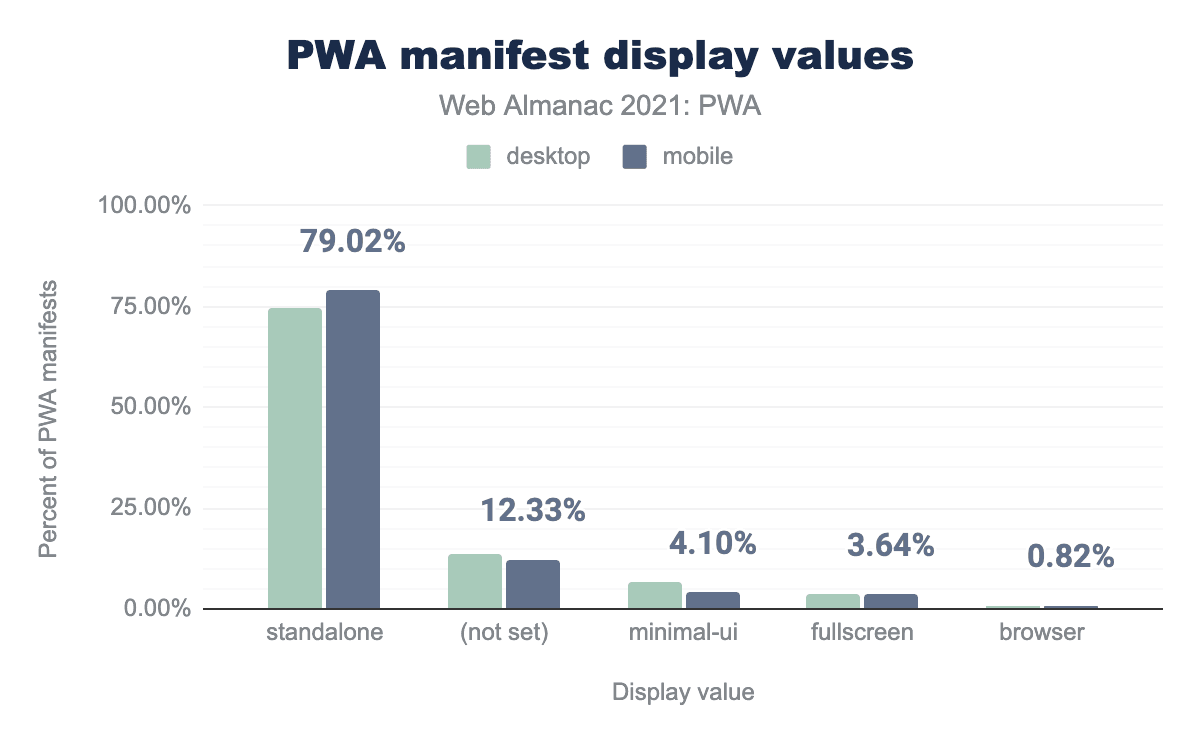 PWA manifest display values
Web Almanac 2021: PWA
desktop
mobile
Percent of PWA manifests
100.00%
75.00%
50.00%
25.00%
0.00%
79.02%
12.33%
4.10%
3.64%
0.82%
standalone
(not set)
minimal-ui
fullscreen
browser
Display value